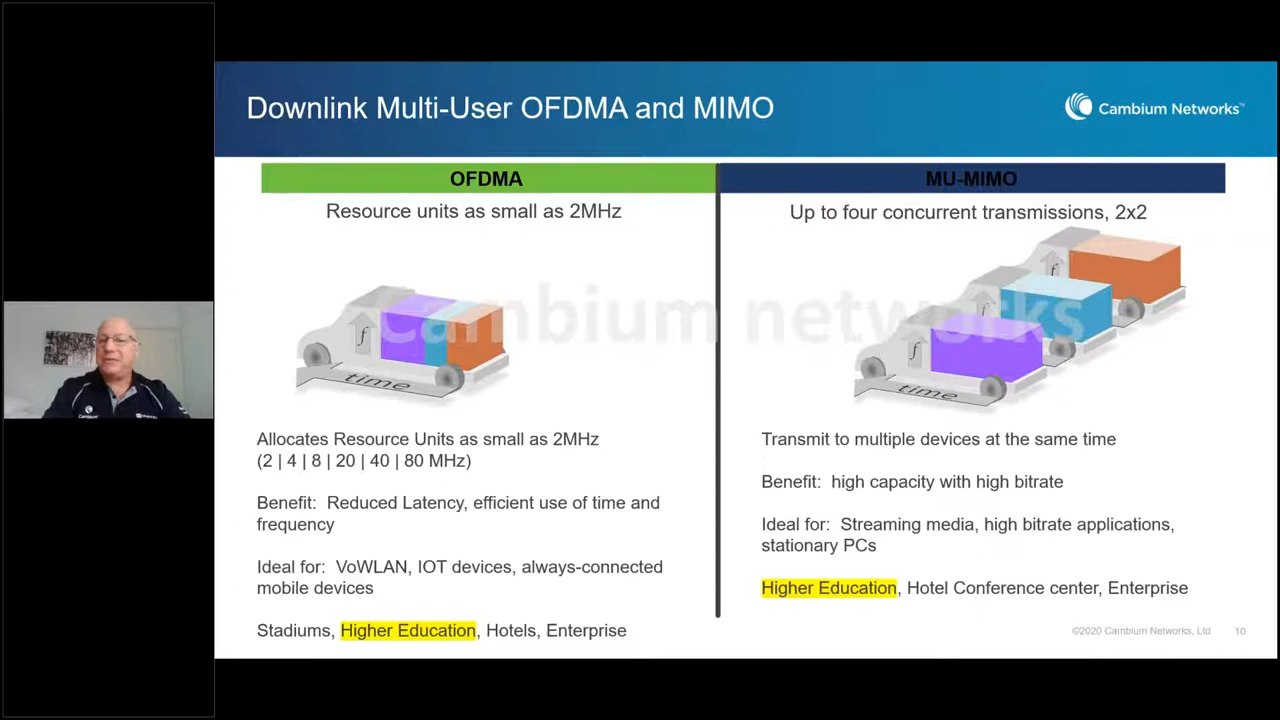 Downlink Multi-User OFDMA and MIMO
Cambium Networks™
OFDMA
Resource units as small as 2MHz
f
time
Allocates Resource Units as small as 2MHz
(2 | 4 | 8 | 20 | 40 | 80 MHz)
Benefit: Reduced Latency, efficient use of time and
frequency
Ideal for: VoWLAN, IOT devices, always-connected
mobile devices
Stadiums, Higher Education, Hotels, Enterprise
MU-MIMO
Up to four concurrent transmissions, 2x2
f
f
f
time
Transmit to multiple devices at the same time
Benefit: high capacity with high bitrate
Ideal for: Streaming media, high bitrate applications,
stationary PCs
Higher Education, Hotel Conference center, Enterprise
Cambium networks
©2020 Cambium Networks, Ltd
10
Cambium